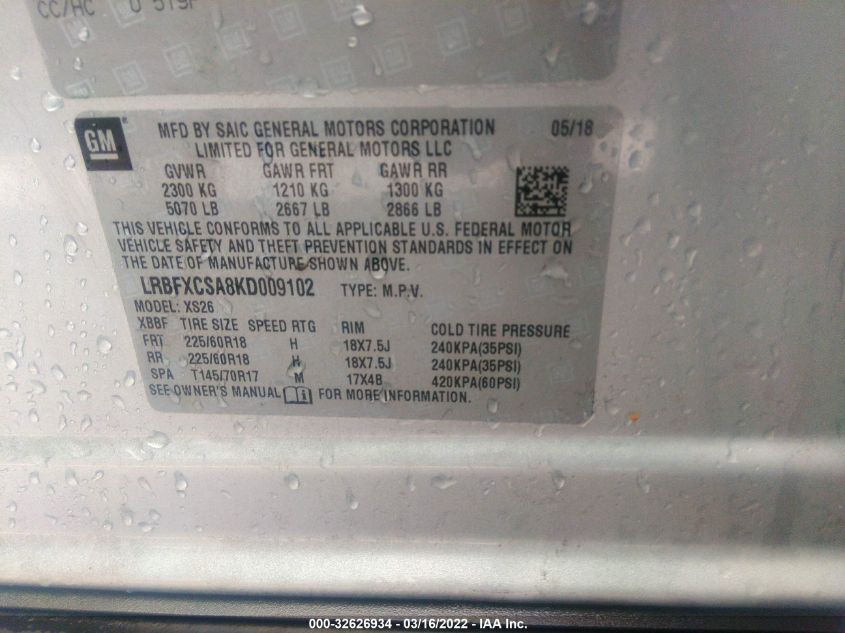 CC/HC U 519F
GM
MFD BY SAIC GENERAL MOTORS CORPORATION 05/18
LIMITED FOR GENERAL MOTORS LLC
GVWR GAWR FRT GAWR RR
2300 KG 1210 KG 1300 KG
5070 LB 2667 LB 2866 LB
THIS VEHICLE CONFORMS TO ALL APPLICABLE U.S. FEDERAL MOTOR
VEHICLE SAFETY AND THEFT PREVENTION STANDARDS IN EFFECT ON
THE DATE OF MANUFACTURE SHOWN ABOVE.
LRBFXCSA8KD009102 TYPE: M.P.V.
MODEL: XS26
XBBF TIRE SIZE SPEED RTG RIM COLD TIRE PRESSURE
FRT 225/60R18 H 18X7.5J 240KPA(35PSI)
RR 225/60R18 H 18X7.5J 240KPA(35PSI)
SPA T145/70R17 M 17X4B 420KPA(60PSI)
SEE OWNER'S MANUAL FOR MORE INFORMATION.
000-32626934 — 03/16/2022 — IAA Inc.